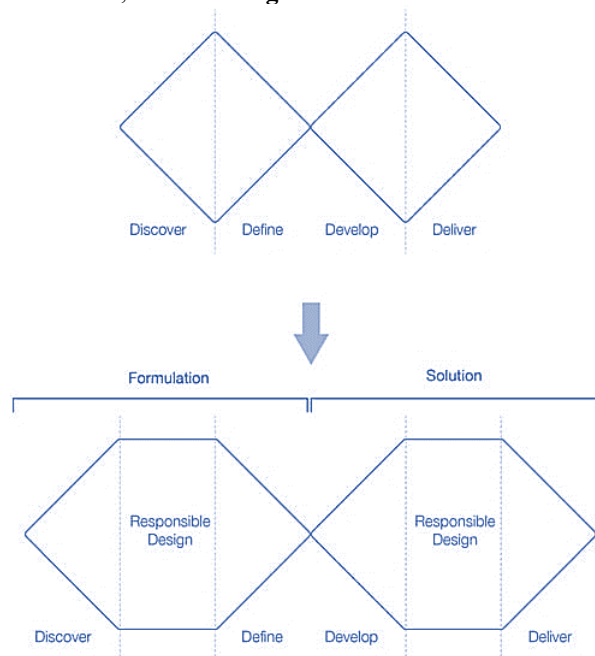 Discover Define Develop Deliver
Formulation Solution
Responsible Design
Responsible Design
Discover Define Develop Deliver